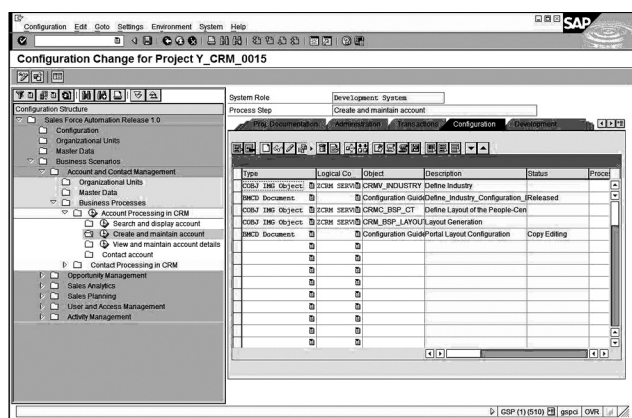 Configuration Edit Goto Settings Environment System Help
SAP
Configuration Change for Project Y_CRM_0015
Configuration Structure
Sales Force Automation Release 1.0
Configuration
Organizational Units
Master Data
Business Scenarios
Account and Contact Management
Organizational Units
Master Data
Business Processes
Account Processing in CRM
Search and display account
Create and maintain account
View and maintain account details
Contact account
Contact Processing in CRM
Opportunity Management
Sales Analytics
Sales Planning
User and Access Management
Activity Management
System Role Development System
Process Step Create and maintain account
Proj. Documentation Administration Transactions Configuration Development
Type Logical Co Object Description Status Proces
COBJ IMG Object ZCRM SERV CRMV_INDUSTRY Define Industry
BMCD Document Configuration Guide Define_Industry_Configuration_ Released
COBJ IMG Object ZCRM SERV CRMC_BSP_CT Define Layout of the People-Cen
COBJ IMG Object ZCRM SERV CRM_BSP_LAYOUT Layout Generation
BMCD Document Configuration Guide Portal Layout Configuration Copy Editing
GSP (1) (510) gspci OVR